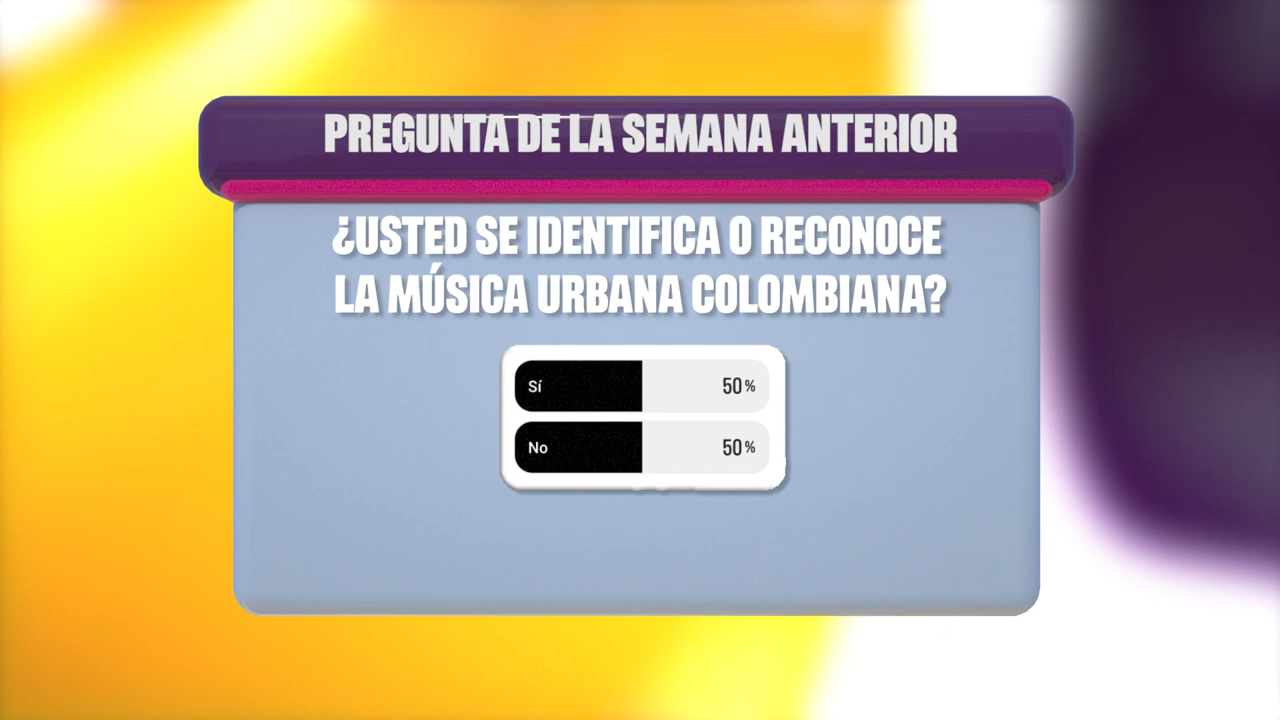 PREGUNTA DE LA SEMANA ANTERIOR
¿USTED SE IDENTIFICA O RECONOCE
LA MÚSICA URBANA COLOMBIANA?
Sí 50%
No 50%